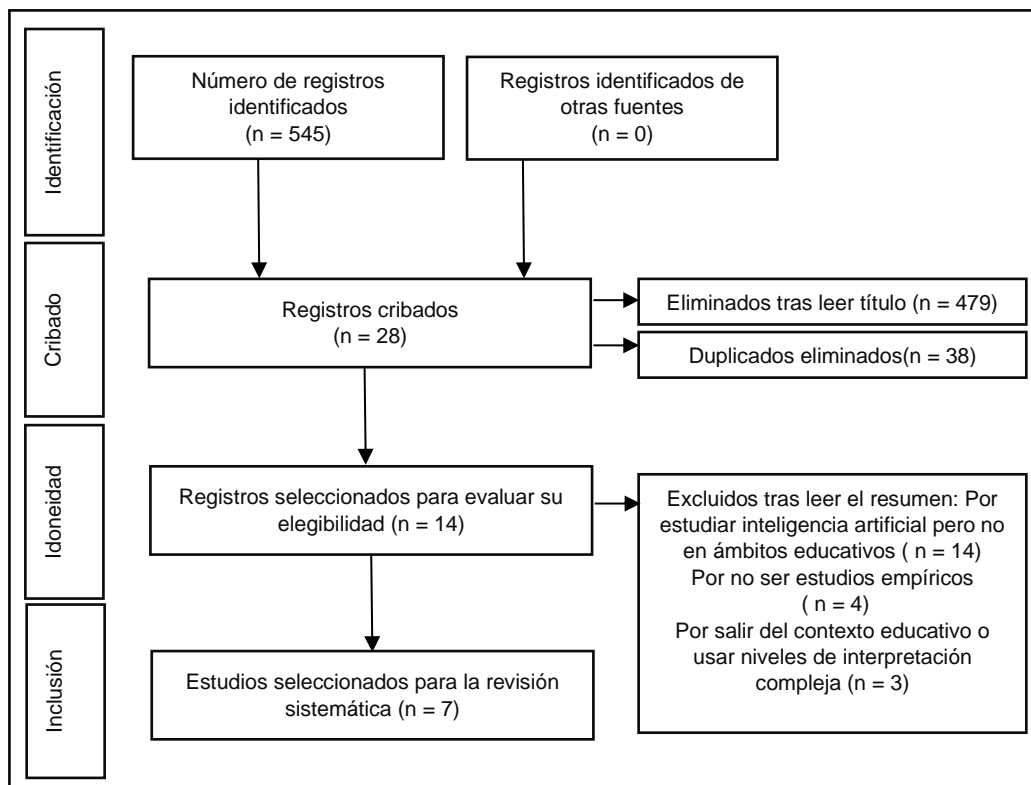 Identificación
Número de registros
identificados
(n = 545)
Registros identificados de
otras fuentes
(n = 0)
Cribado
Registros cribados
(n = 28)
Eliminados tras leer título (n = 479)
Duplicados eliminados(n = 38)
Idoneidad
Registros seleccionados para evaluar su
elegibilidad (n = 14)
Excluidos tras leer el resumen: Por
estudiar inteligencia artificial pero no
en ámbitos educativos ( n = 14)
Por no ser estudios empíricos
( n = 4)
Por salir del contexto educativo o
usar niveles de interpretación
compleja (n = 3)
Inclusión
Estudios seleccionados para la revisión
sistemática (n = 7)